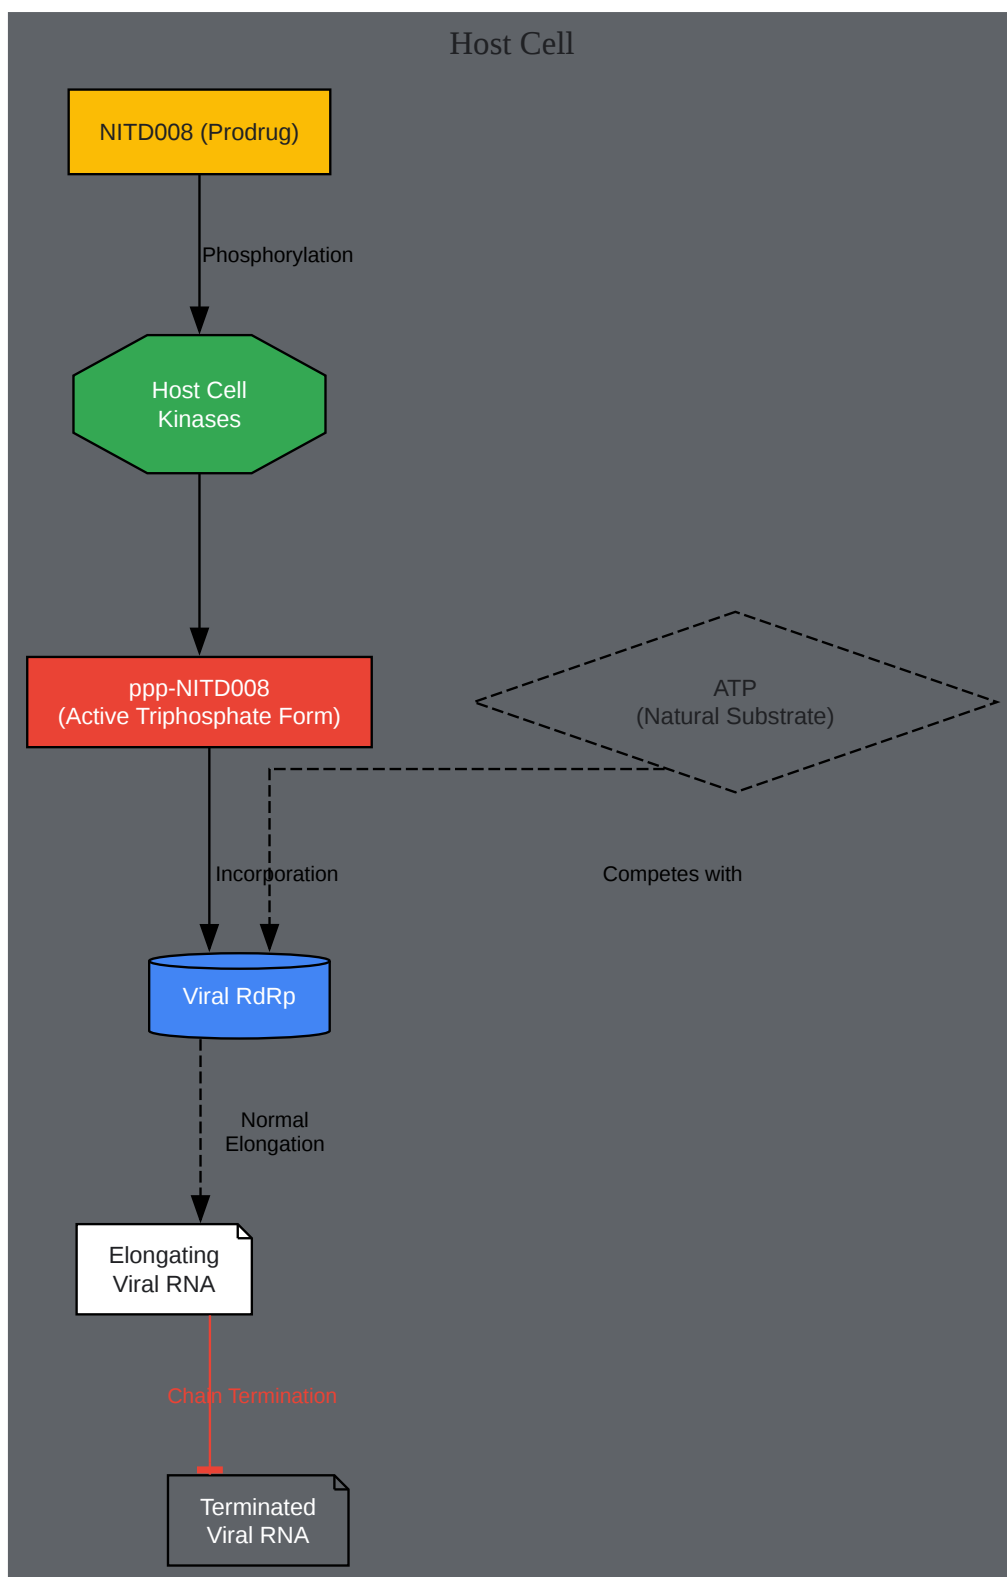 Host Cell
NITD008 (Prodrug)
Phosphorylation
Host Cell
Kinases
ppp-NITD008
(Active Triphosphate Form)
ATP
(Natural Substrate)
Incorporation
Competes with
Viral RdRp
Normal
Elongation
Elongating
Viral RNA
Chain Termination
Terminated
Viral RNA